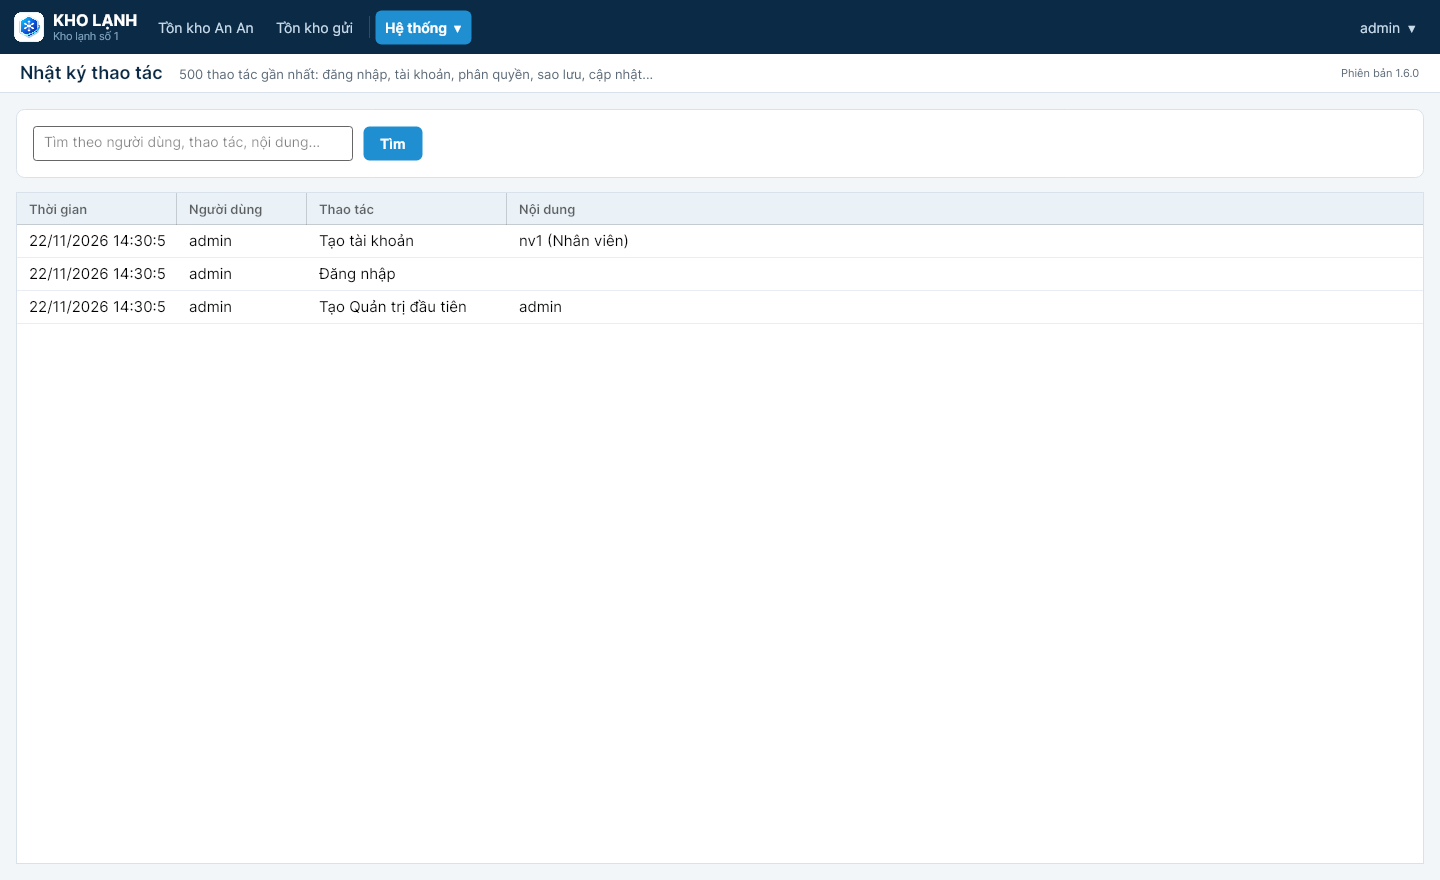 KHO LẠNH
Kho lạnh số 1
Tồn kho An An
Tồn kho gửi
Hệ thống ▾
admin ▾
Nhật ký thao tác
500 thao tác gần nhất: đăng nhập, tài khoản, phân quyền, sao lưu, cập nhật...
Phiên bản 1.6.0
Tìm theo người dùng, thao tác, nội dung...
Tìm
Thời gian Người dùng Thao tác Nội dung
22/11/2026 14:30:5 admin Tạo tài khoản nv1 (Nhân viên)
22/11/2026 14:30:5 admin Đăng nhập
22/11/2026 14:30:5 admin Tạo Quản trị đầu tiên admin